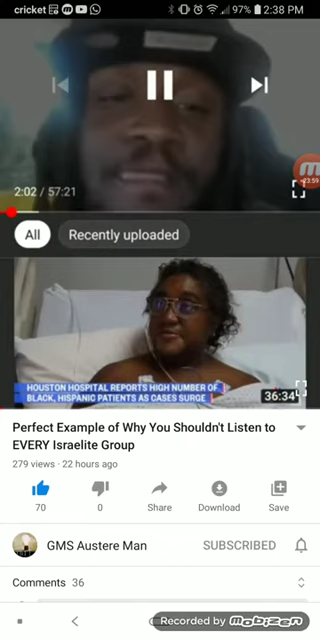 cricket
97%
2:38 PM
2:02 / 57:21
23:59
All
Recently uploaded
HOUSTON HOSPITAL REPORTS HIGH NUMBER OF
BLACK, HISPANIC PATIENTS AS CASES SURGE
36:34
Perfect Example of Why You Shouldn't Listen to
EVERY Israelite Group
279 views · 22 hours ago
70
0
Share
Download
Save
GMS Austere Man
SUBSCRIBED
Comments 36
Recorded by Mobizen